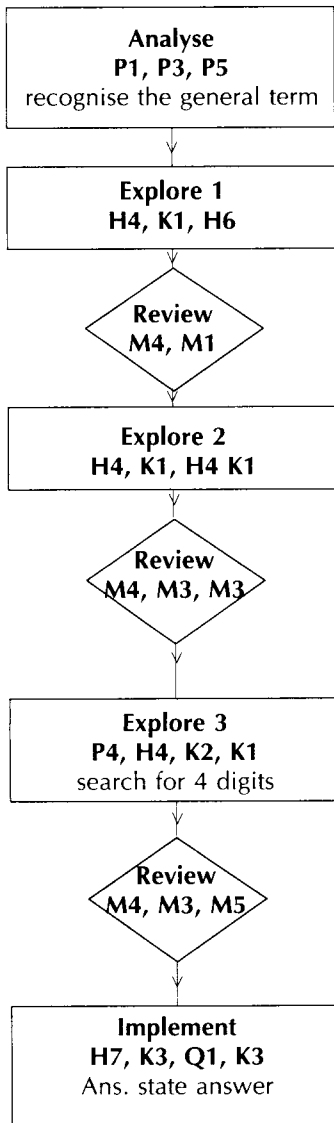 Analyse
P1, P3, P5
recognise the general term
Explore 1
H4, K1, H6
Review
M4, M1
Explore 2
H4, K1, H4 K1
Review
M4, M3, M3
Explore 3
P4, H4, K2, K1
search for 4 digits
Review
M4, M3, M5
Implement
H7, K3, Q1, K3
Ans. state answer